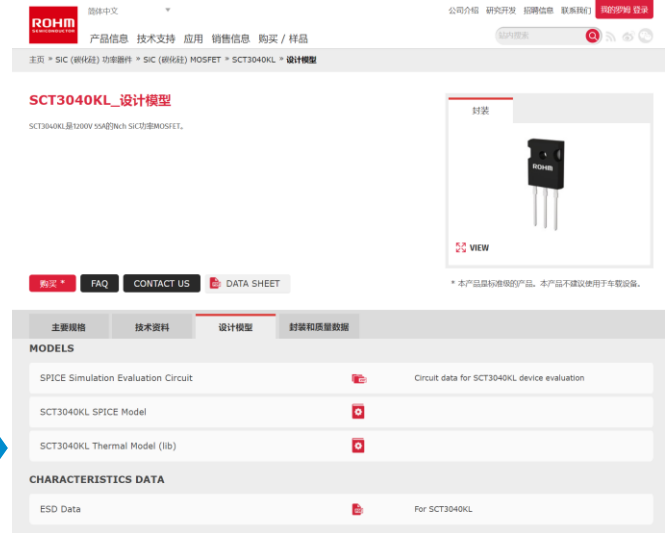 简体中文
公司介绍 研究开发 招聘信息 联系我们 我的罗姆 登录
ROHM
SEMICONDUCTOR
产品信息 技术支持 应用 销售信息 购买 / 样品
站内搜索
主页 SiC (碳化硅) 功率器件 SiC (碳化硅) MOSFET SCT3040KL 设计模型
SCT3040KL_设计模型
SCT3040KL是1200V 55A的Nch SiC功率MOSFET。
封装
ROHM
VIEW
购买 FAQ CONTACT US DATA SHEET
* 本产品是标准级的产品。本产品不建议使用于车载设备。
主要规格 技术资料 设计模型 封装和质量数据
MODELS
SPICE Simulation Evaluation Circuit Circuit data for SCT3040KL device evaluation
SCT3040KL SPICE Model
SCT3040KL Thermal Model (lib)
CHARACTERISTICS DATA
ESD Data For SCT3040KL